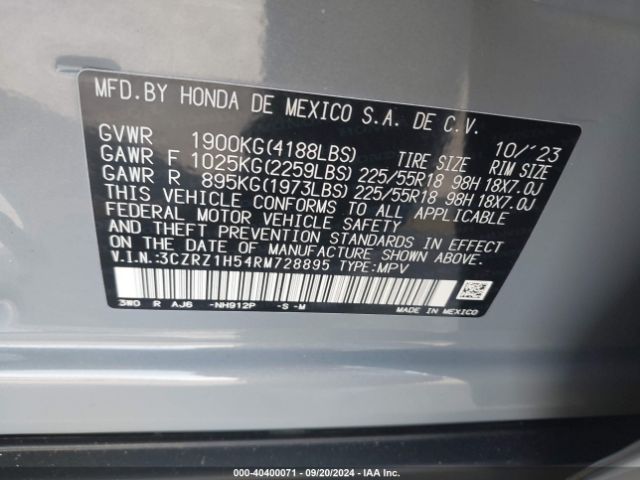 MFD.BY HONDA DE MEXICO S.A. DE C.V.
10/'23
GVWR 1900KG(4188LBS) TIRE SIZE RIM SIZE
GAWR F 1025KG(2259LBS) 225/55R18 98H 18X7.0J
GAWR R 895KG(1973LBS) 225/55R18 98H 18X7.0J
THIS VEHICLE CONFORMS TO ALL APPLICABLE
FEDERAL MOTOR VEHICLE SAFETY
AND THEFT PREVENTION STANDARDS IN EFFECT
ON THE DATE OF MANUFACTURE SHOWN ABOVE.
V.I.N.:3CZRZ1H54RM728895 TYPE:MPV
3WO R AJ6 -NH912P -S -M
MADE IN MEXICO
000-40400071 - 09/20/2024 - IAA Inc.